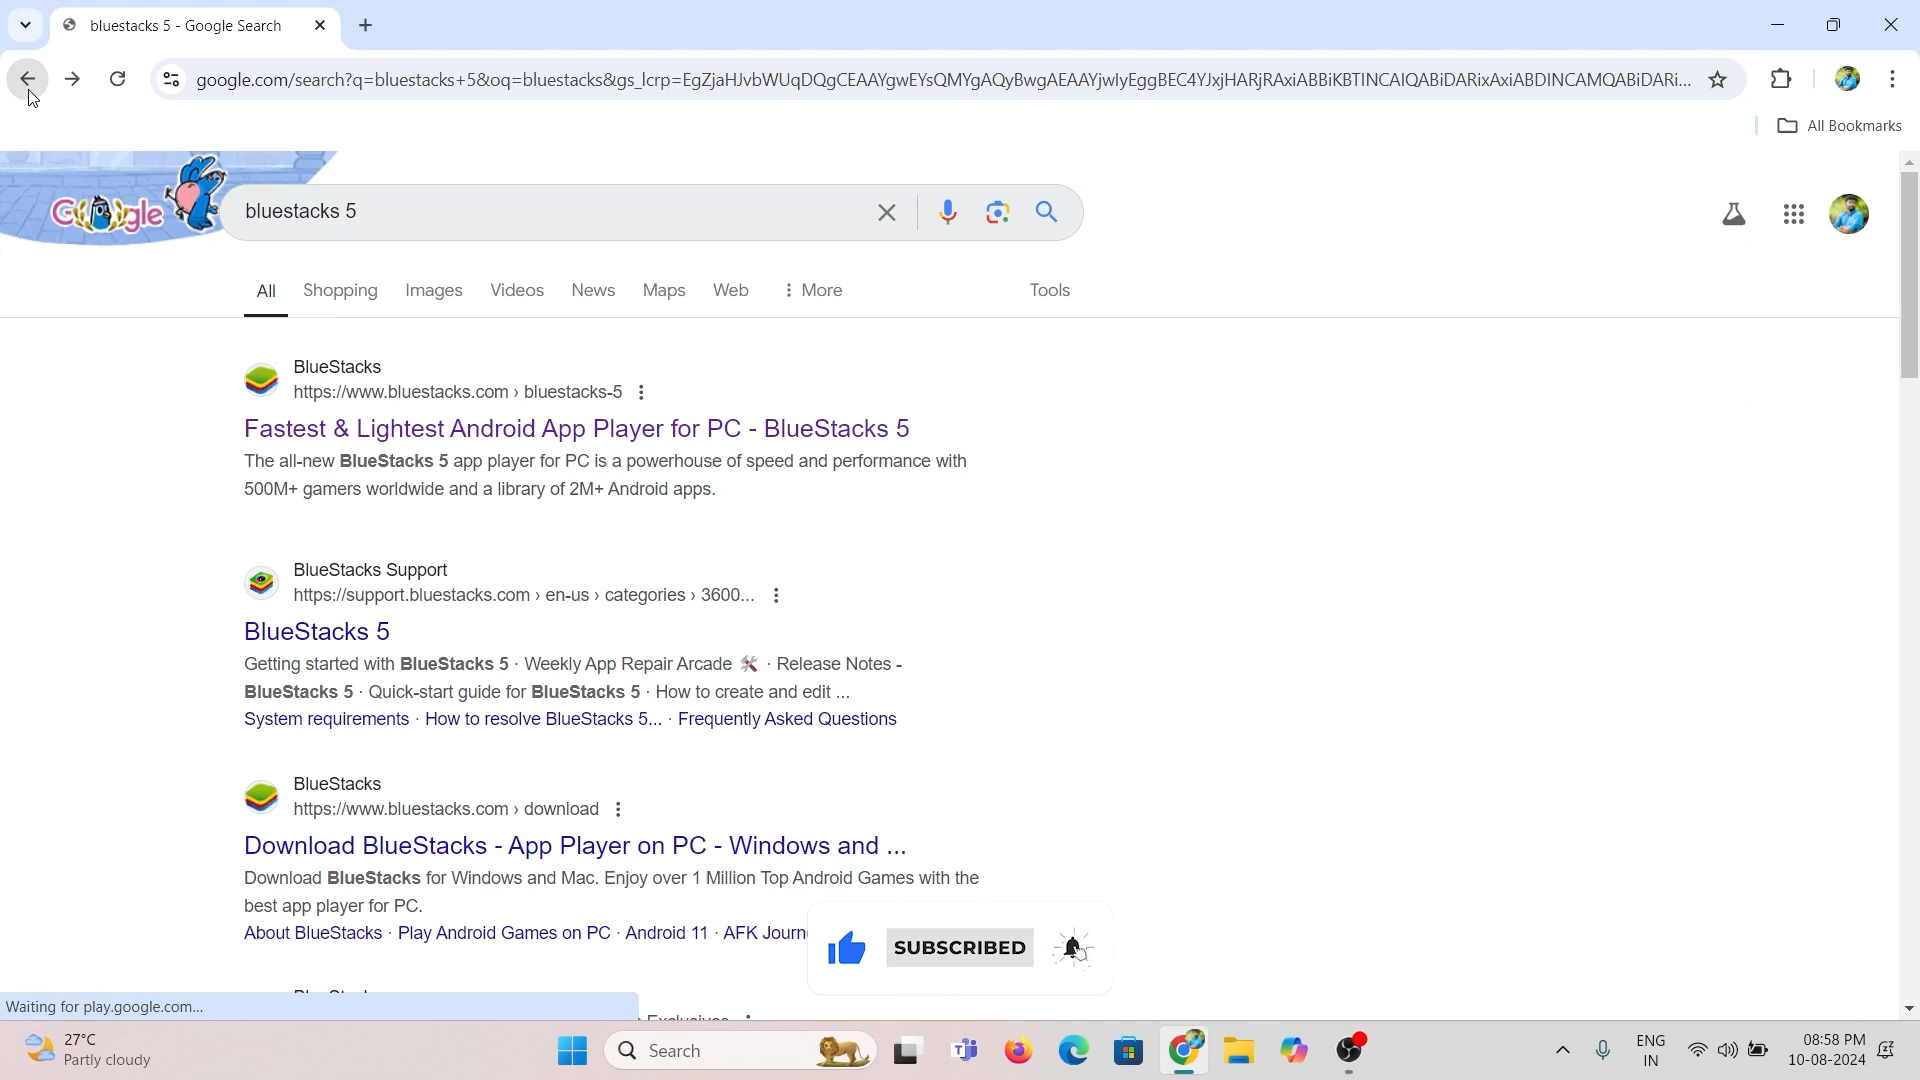 bluestacks 5 - Google Search
google.com/search?q=bluestacks+5&oq=bluestacks&gs_lcrp=EgZjaHJvbWUqDQgCEAAYgwEYsQMYgAQyBwgAEAAYjwIyEggBEC4YJxjHARjRAxiABBiKBTINCAIQABiDARixAxiABDINCAMQABiDARi...
All Bookmarks
Google
bluestacks 5
All Shopping Images Videos News Maps Web More Tools
BlueStacks
https://www.bluestacks.com › bluestacks-5
Fastest & Lightest Android App Player for PC - BlueStacks 5
The all-new BlueStacks 5 app player for PC is a powerhouse of speed and performance with
500M+ gamers worldwide and a library of 2M+ Android apps.
BlueStacks Support
https://support.bluestacks.com › en-us › categories › 3600...
BlueStacks 5
Getting started with BlueStacks 5 · Weekly App Repair Arcade 🛠️ · Release Notes -
BlueStacks 5 · Quick-start guide for BlueStacks 5 · How to create and edit ...
System requirements · How to resolve BlueStacks 5... · Frequently Asked Questions
BlueStacks
https://www.bluestacks.com › download
Download BlueStacks - App Player on PC - Windows and ...
Download BlueStacks for Windows and Mac. Enjoy over 1 Million Top Android Games with the
best app player for PC.
About BlueStacks · Play Android Games on PC · Android 11 · AFK Journ
SUBSCRIBED
Waiting for play.google.com...
27°C
Partly cloudy
Search
ENG
IN
08:58 PM
10-08-2024